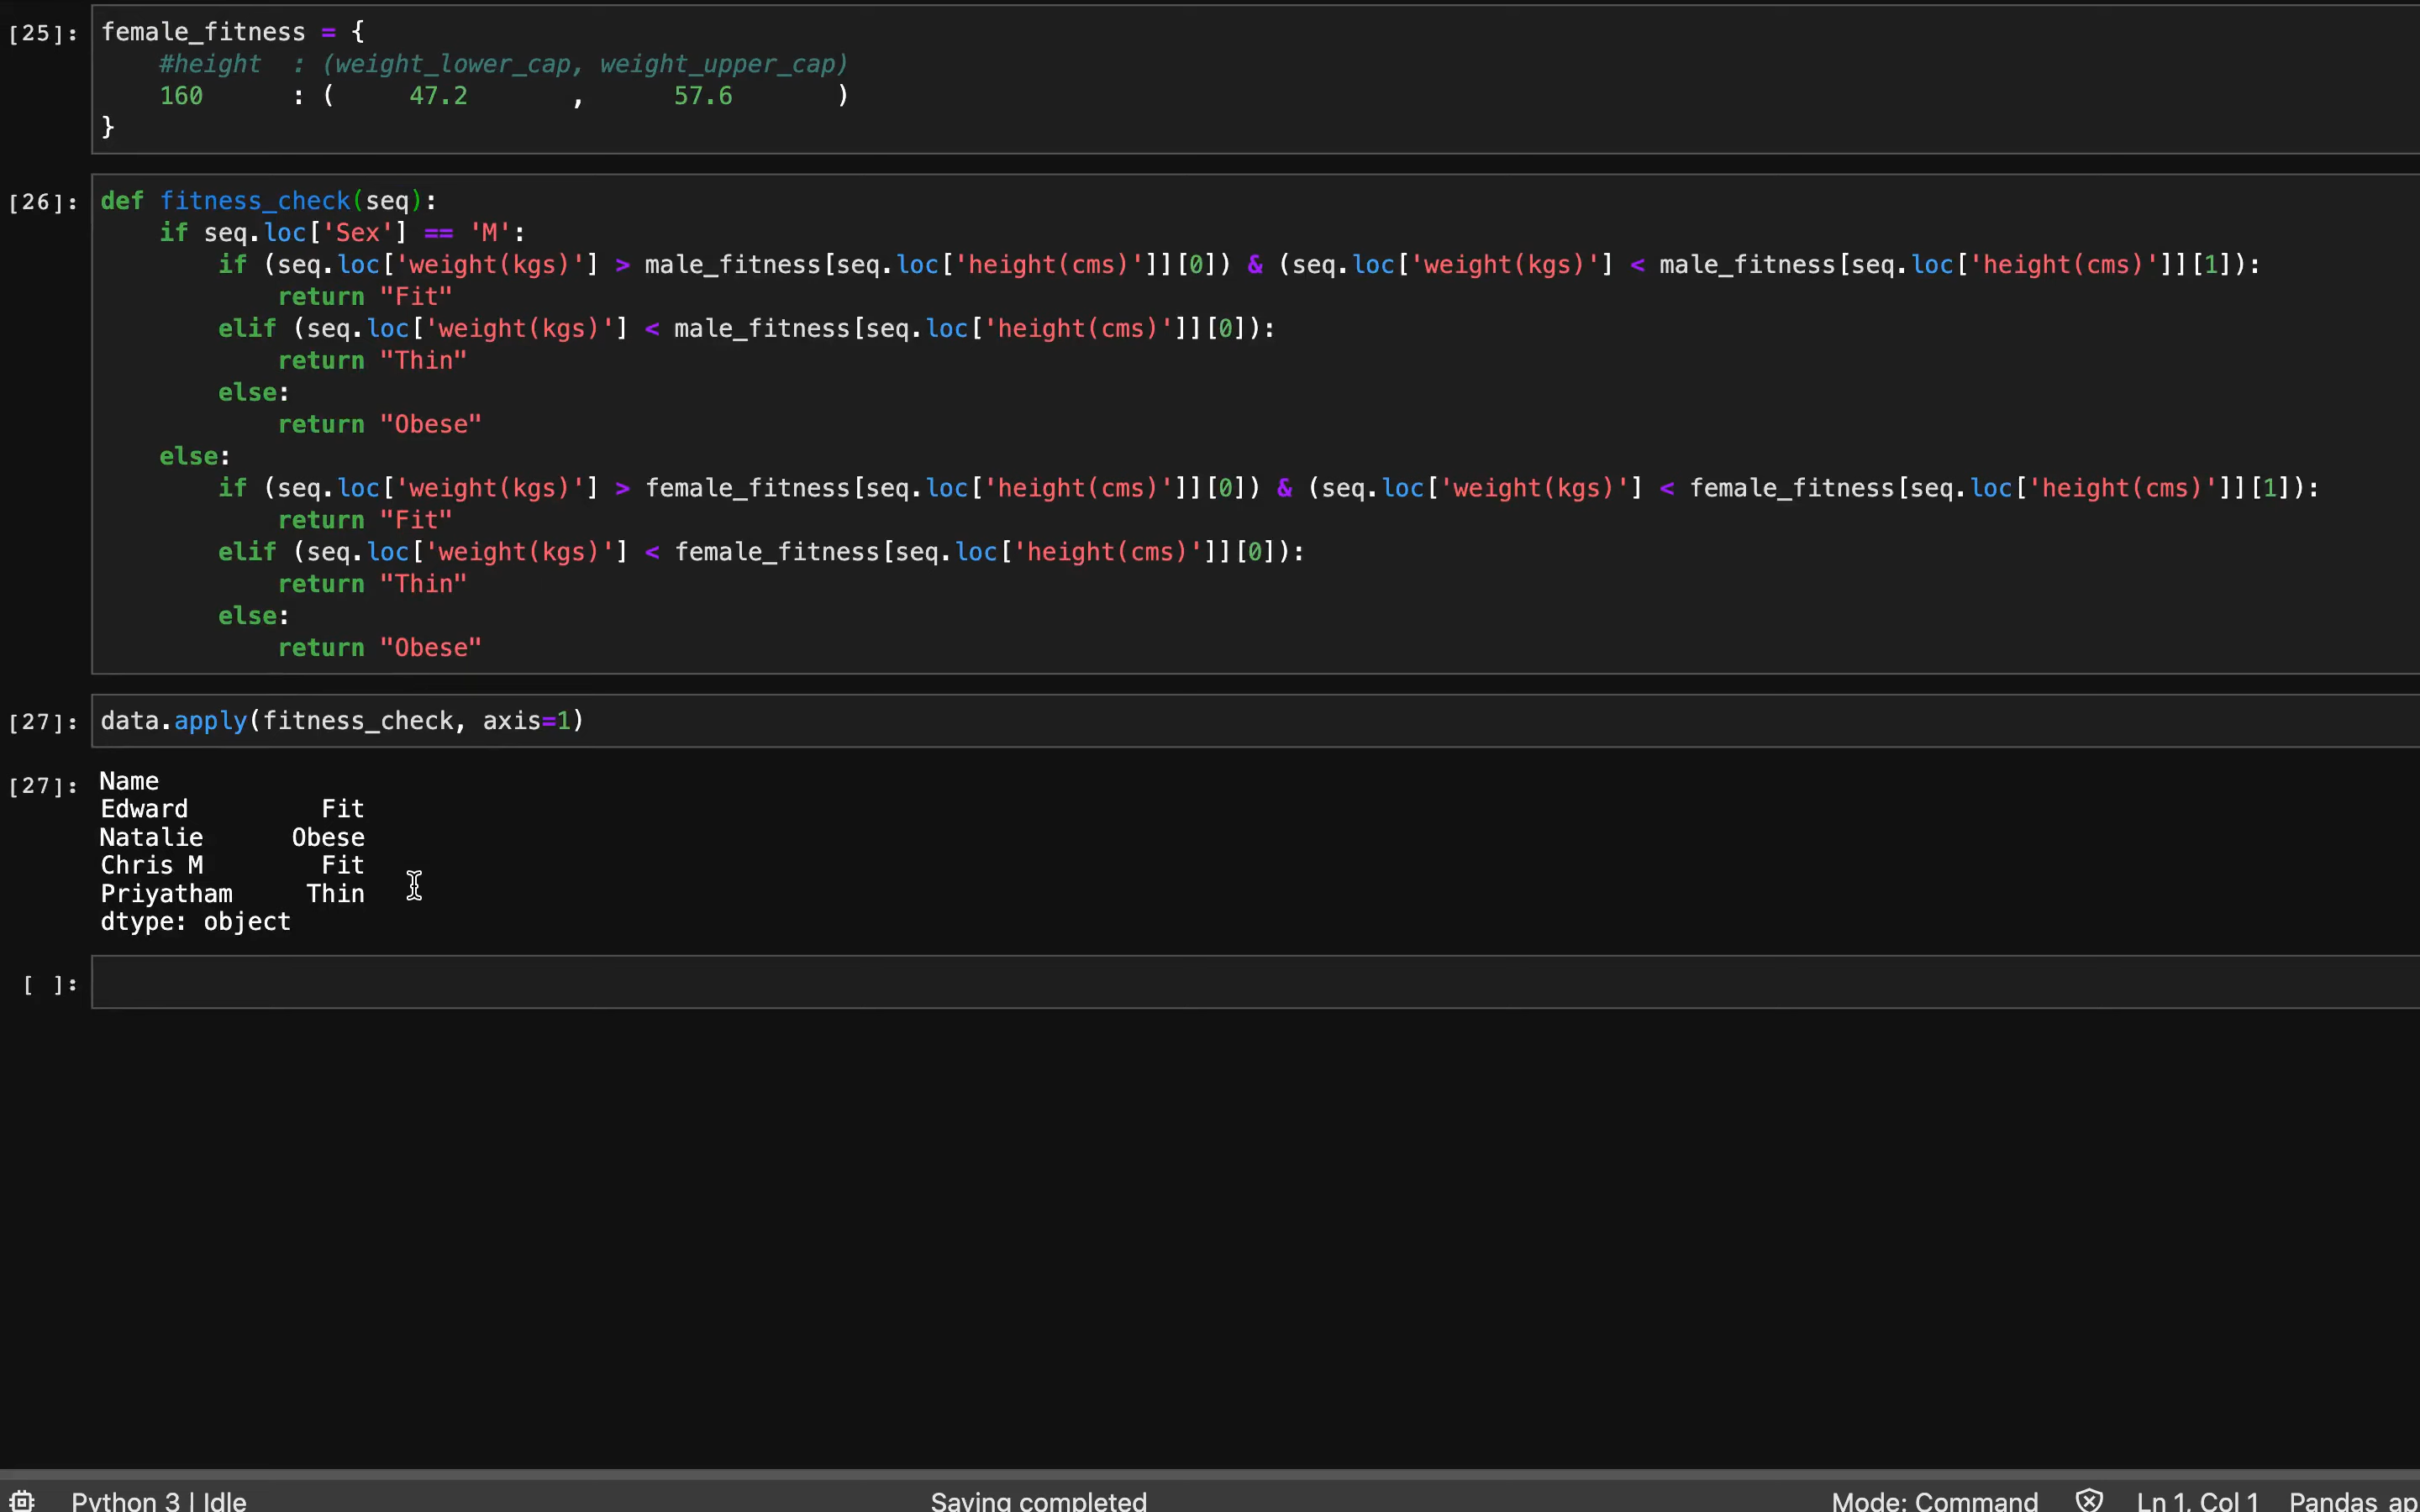 [25]: female_fitness = {
#height : (weight_lower_cap, weight_upper_cap)
160 : ( 47.2 , 57.6 )
}
[26]: def fitness_check(seq):
if seq.loc['Sex'] == 'M':
if (seq.loc['weight(kgs)'] > male_fitness[seq.loc['height(cms)']][0]) & (seq.loc['weight(kgs)'] < male_fitness[seq.loc['height(cms)']][1]):
return "Fit"
elif (seq.loc['weight(kgs)'] < male_fitness[seq.loc['height(cms)']][0]):
return "Thin"
else:
return "Obese"
else:
if (seq.loc['weight(kgs)'] > female_fitness[seq.loc['height(cms)']][0]) & (seq.loc['weight(kgs)'] < female_fitness[seq.loc['height(cms)']][1]):
return "Fit"
elif (seq.loc['weight(kgs)'] < female_fitness[seq.loc['height(cms)']][0]):
return "Thin"
else:
return "Obese"
[27]: data.apply(fitness_check, axis=1)
[27]: Name
Edward Fit
Natalie Obese
Chris M Fit
Priyatham Thin
dtype: object
[ ]:
Python 3 | Idle Saving completed Mode: Command Ln 1, Col 1 Pandas ap